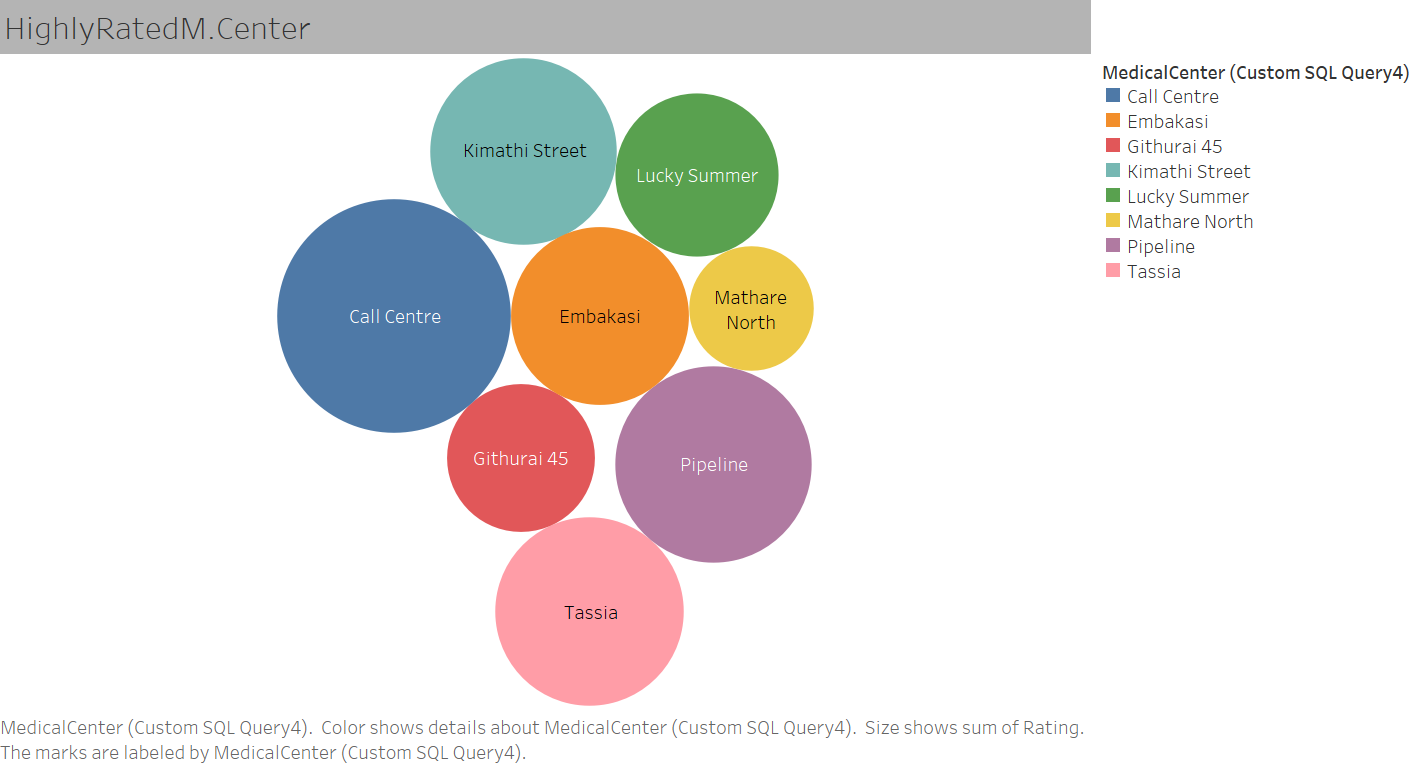 HighlyRatedM.Center
Kimathi Street
Lucky Summer
Call Centre
Embakasi
Mathare
North
Githurai 45
Pipeline
Tassia
MedicalCenter (Custom SQL Query4)
Call Centre
Embakasi
Githurai 45
Kimathi Street
Lucky Summer
Mathare North
Pipeline
Tassia
MedicalCenter (Custom SQL Query4).  Color shows details about MedicalCenter (Custom SQL Query4).  Size shows sum of Rating.
The marks are labeled by MedicalCenter (Custom SQL Query4).